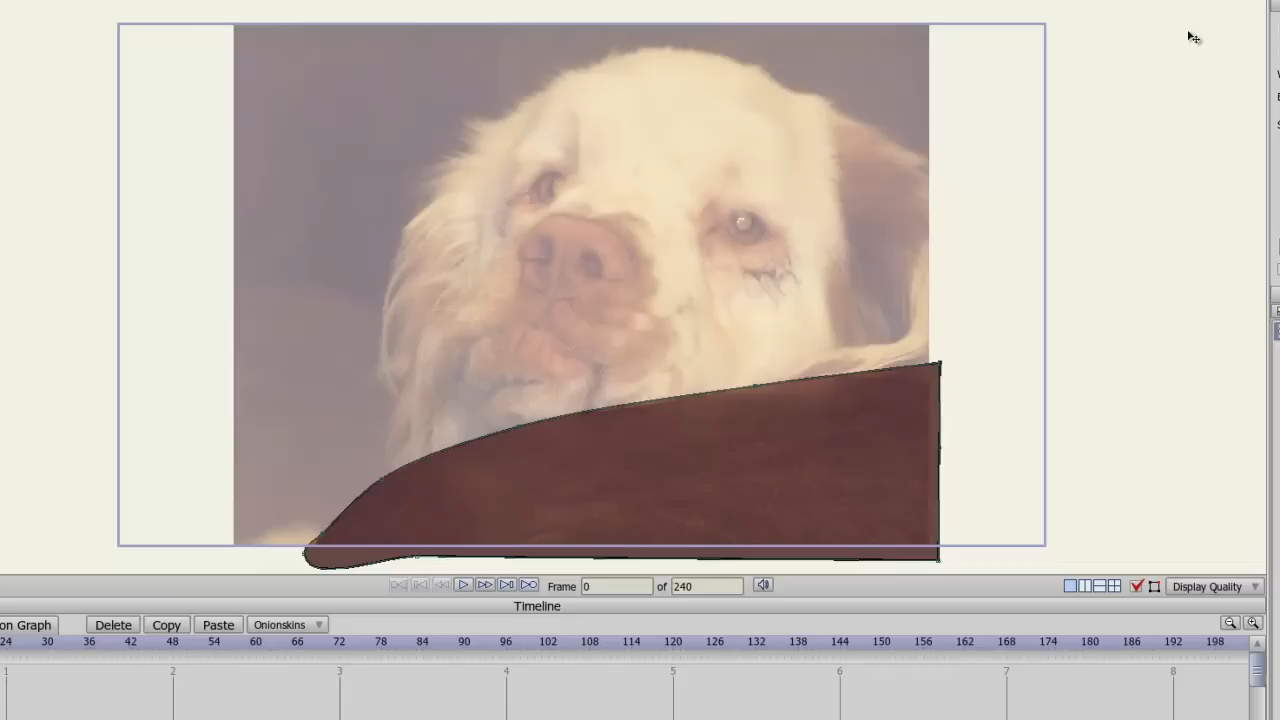 Frame 0 of 240 Display Quality
Timeline
on Graph Delete Copy Paste Onionskins
24 30 36 42 48 54 60 66 72 78 84 90 96 102 108 114 120 126 132 138 144 150 156 162 168 174 180 186 192 198
1 2 3 4 5 6 7 8